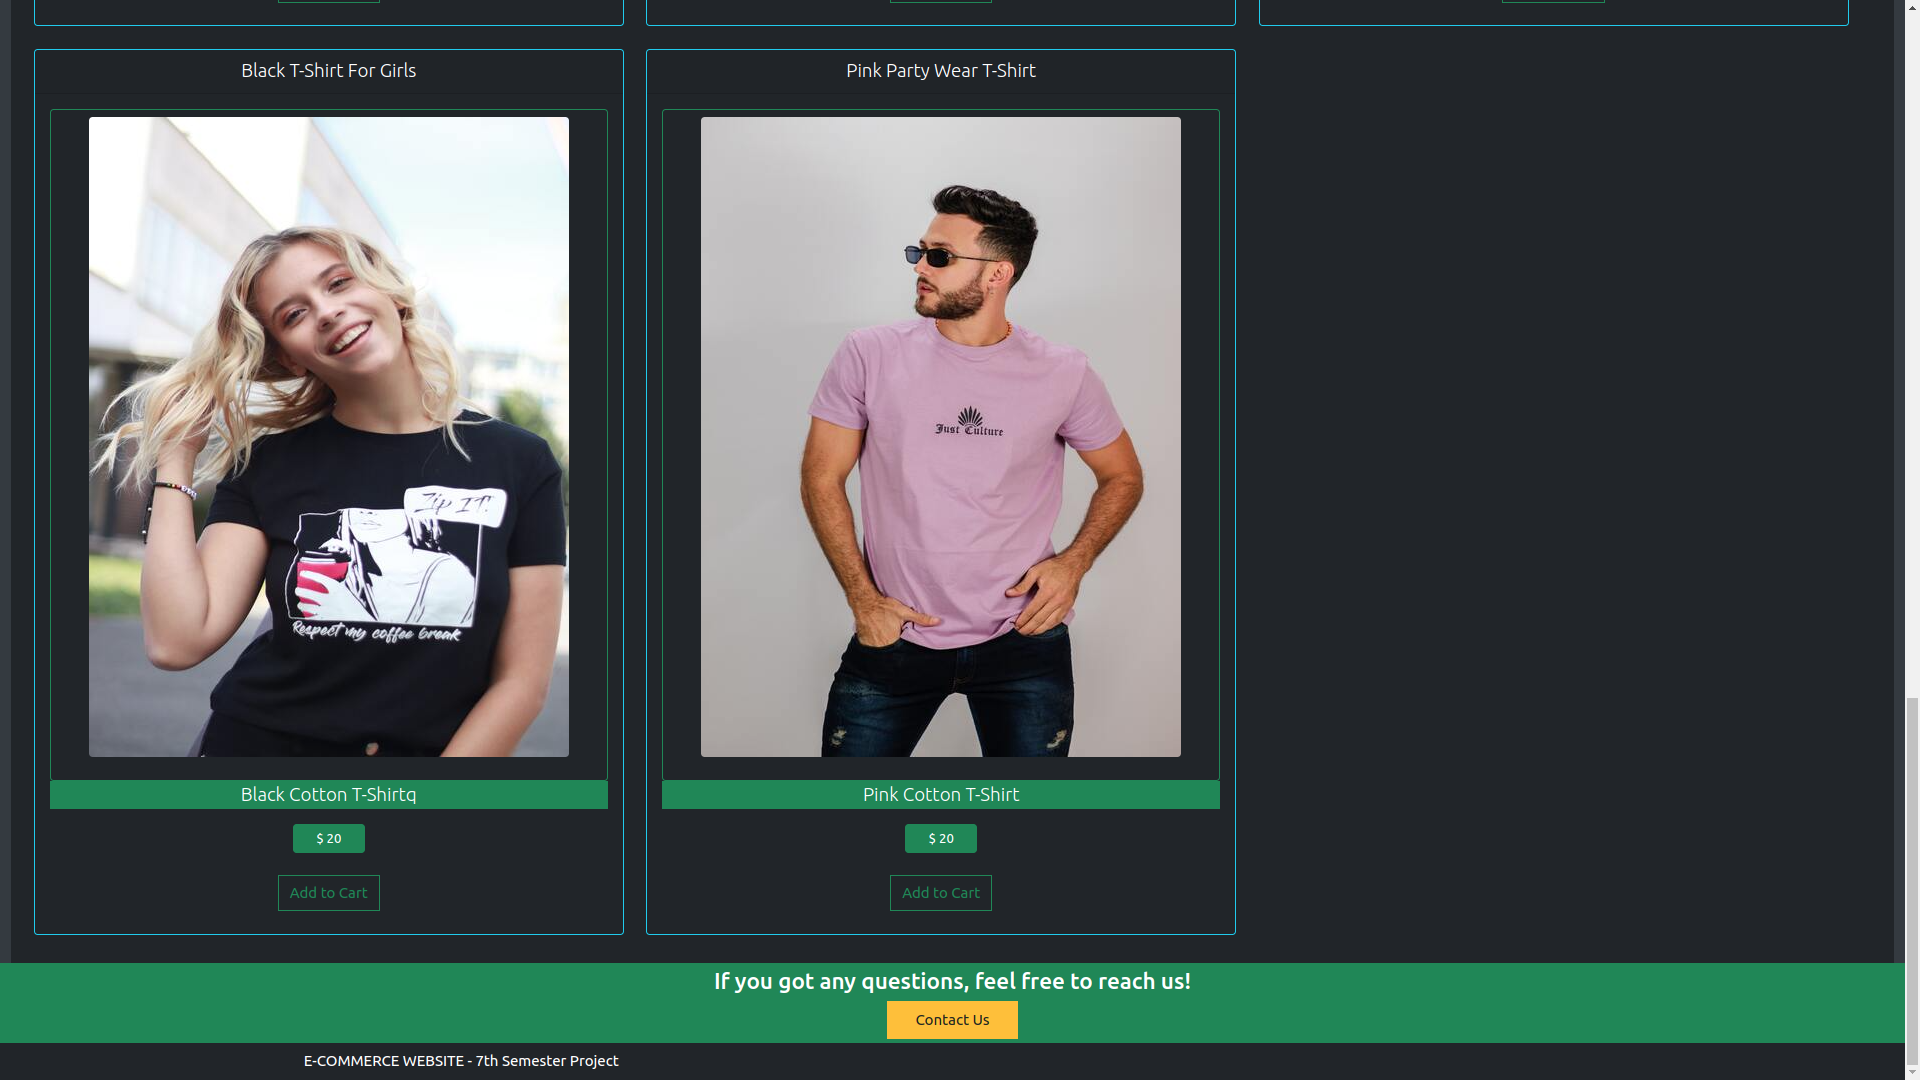 Black T-Shirt For Girls
Zip IT!
Respect my coffee break
Black Cotton T-Shirtq
$ 20
Add to Cart
Pink Party Wear T-Shirt
Just Culture
Pink Cotton T-Shirt
$ 20
Add to Cart
If you got any questions, feel free to reach us!
Contact Us
E-COMMERCE WEBSITE - 7th Semester Project